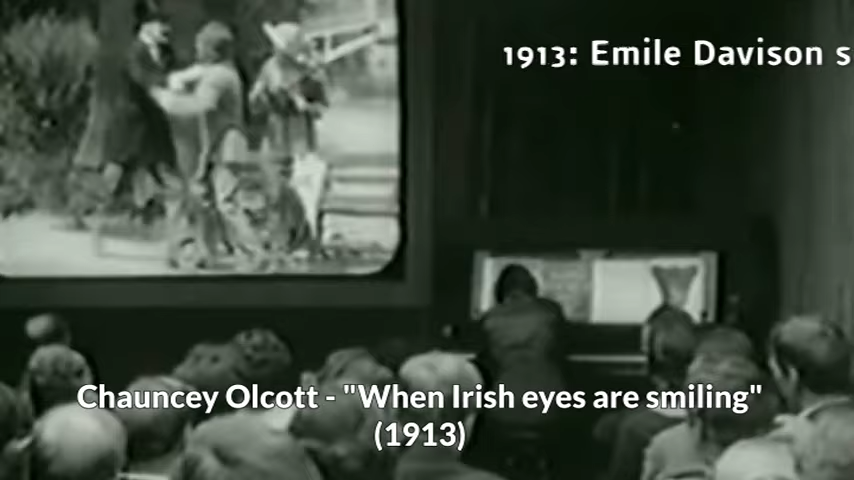 1913: Emile Davison s
Chauncey Olcott - "When Irish eyes are smiling"
(1913)